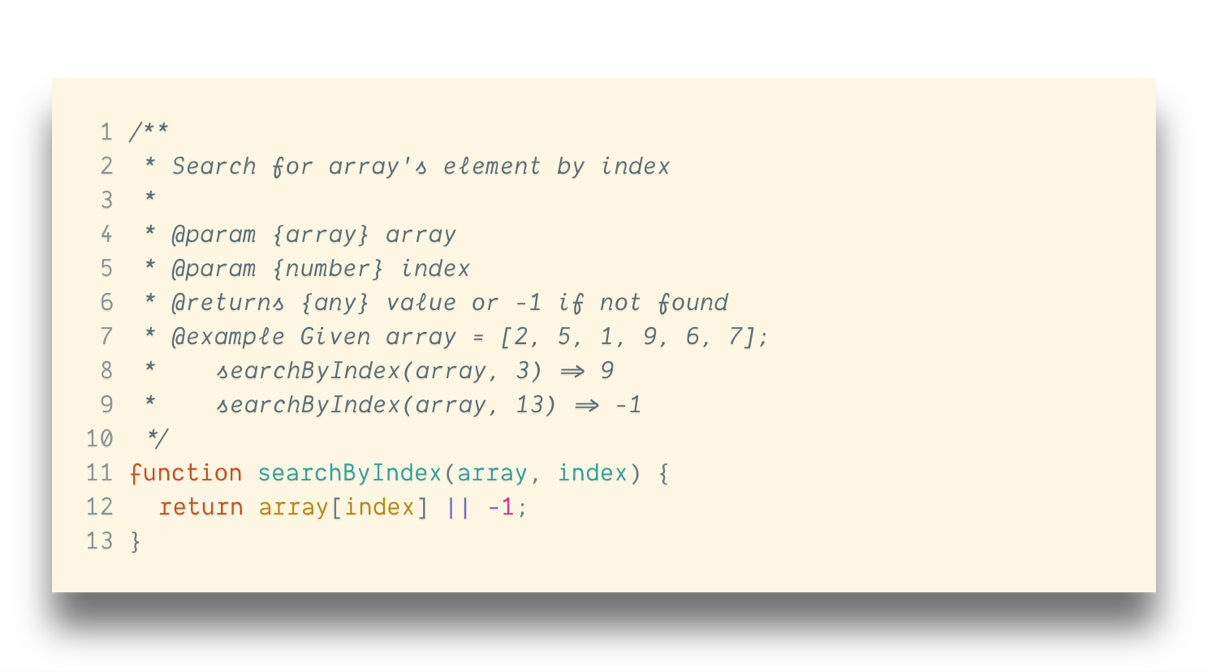 1 /**
2  * Search for array's element by index
3  *
4  * @param {array} array
5  * @param {number} index
6  * @returns {any} value or -1 if not found
7  * @example Given array = [2, 5, 1, 9, 6, 7];
8  *    searchByIndex(array, 3) => 9
9  *    searchByIndex(array, 13) => -1
10  */
11 function searchByIndex(array, index) {
12   return array[index] || -1;
13 }